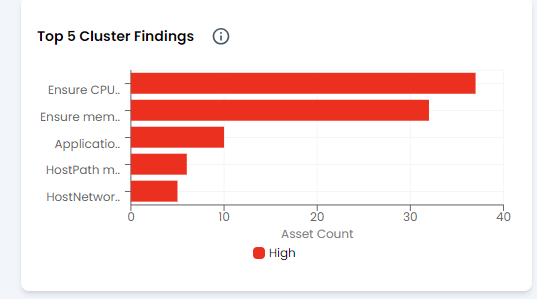 Top 5 Cluster Findings
Ensure CPU..
Ensure mem..
Applicatio..
HostPath m..
HostNetwor..
0 10 20 30 40
Asset Count
High